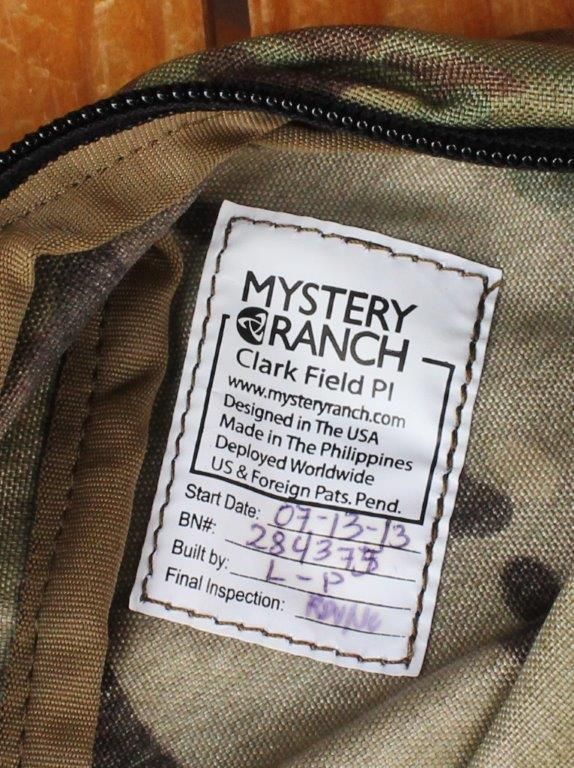 MYSTERY
RANCH
Clark Field PI
www.mysteryranch.com
Designed in The USA
Made in The Philippines
Deployed Worldwide
US & Foreign Pats. Pend.
Start Date: 07-13-13
BN#: 284375
Built by: L-P
Final Inspection: